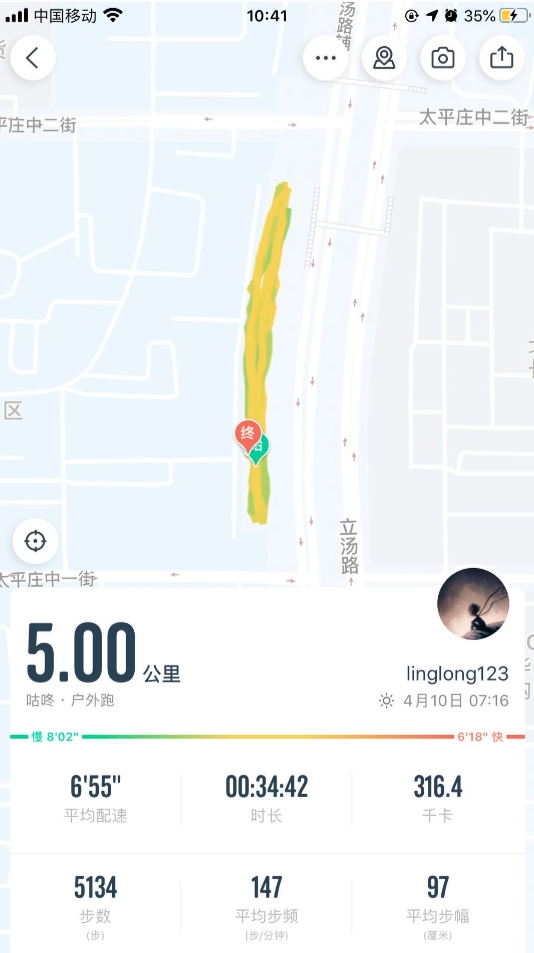 中国移动
10:41
35%
汤路辅
太平庄中二街
平庄中二街
区
终
立汤路
太平庄中一街
5.00 公里
linglong123
咕咚 · 户外跑
4月10日 07:16
慢 8'02"
6'18" 快
6'55"
00:34:42
316.4
平均配速
时长
千卡
5134
147
97
步数
平均步频
平均步幅
(步)
(步/分钟)
(厘米)